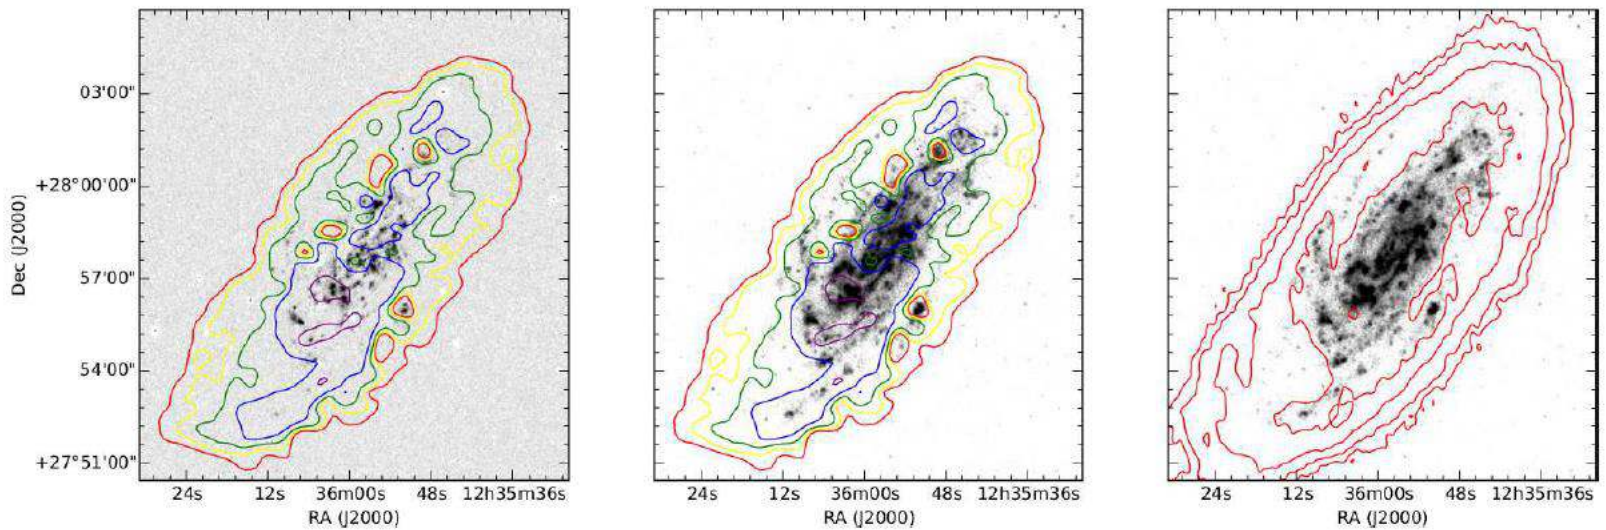 03'00"
+28°00'00"
57'00"
54'00"
+27°51'00"
Dec (J2000)
24s 12s 36m00s 48s 12h35m36s
RA (J2000)
24s 12s 36m00s 48s 12h35m36s
RA (J2000)
24s 12s 36m00s 48s 12h35m36s
RA (J2000)